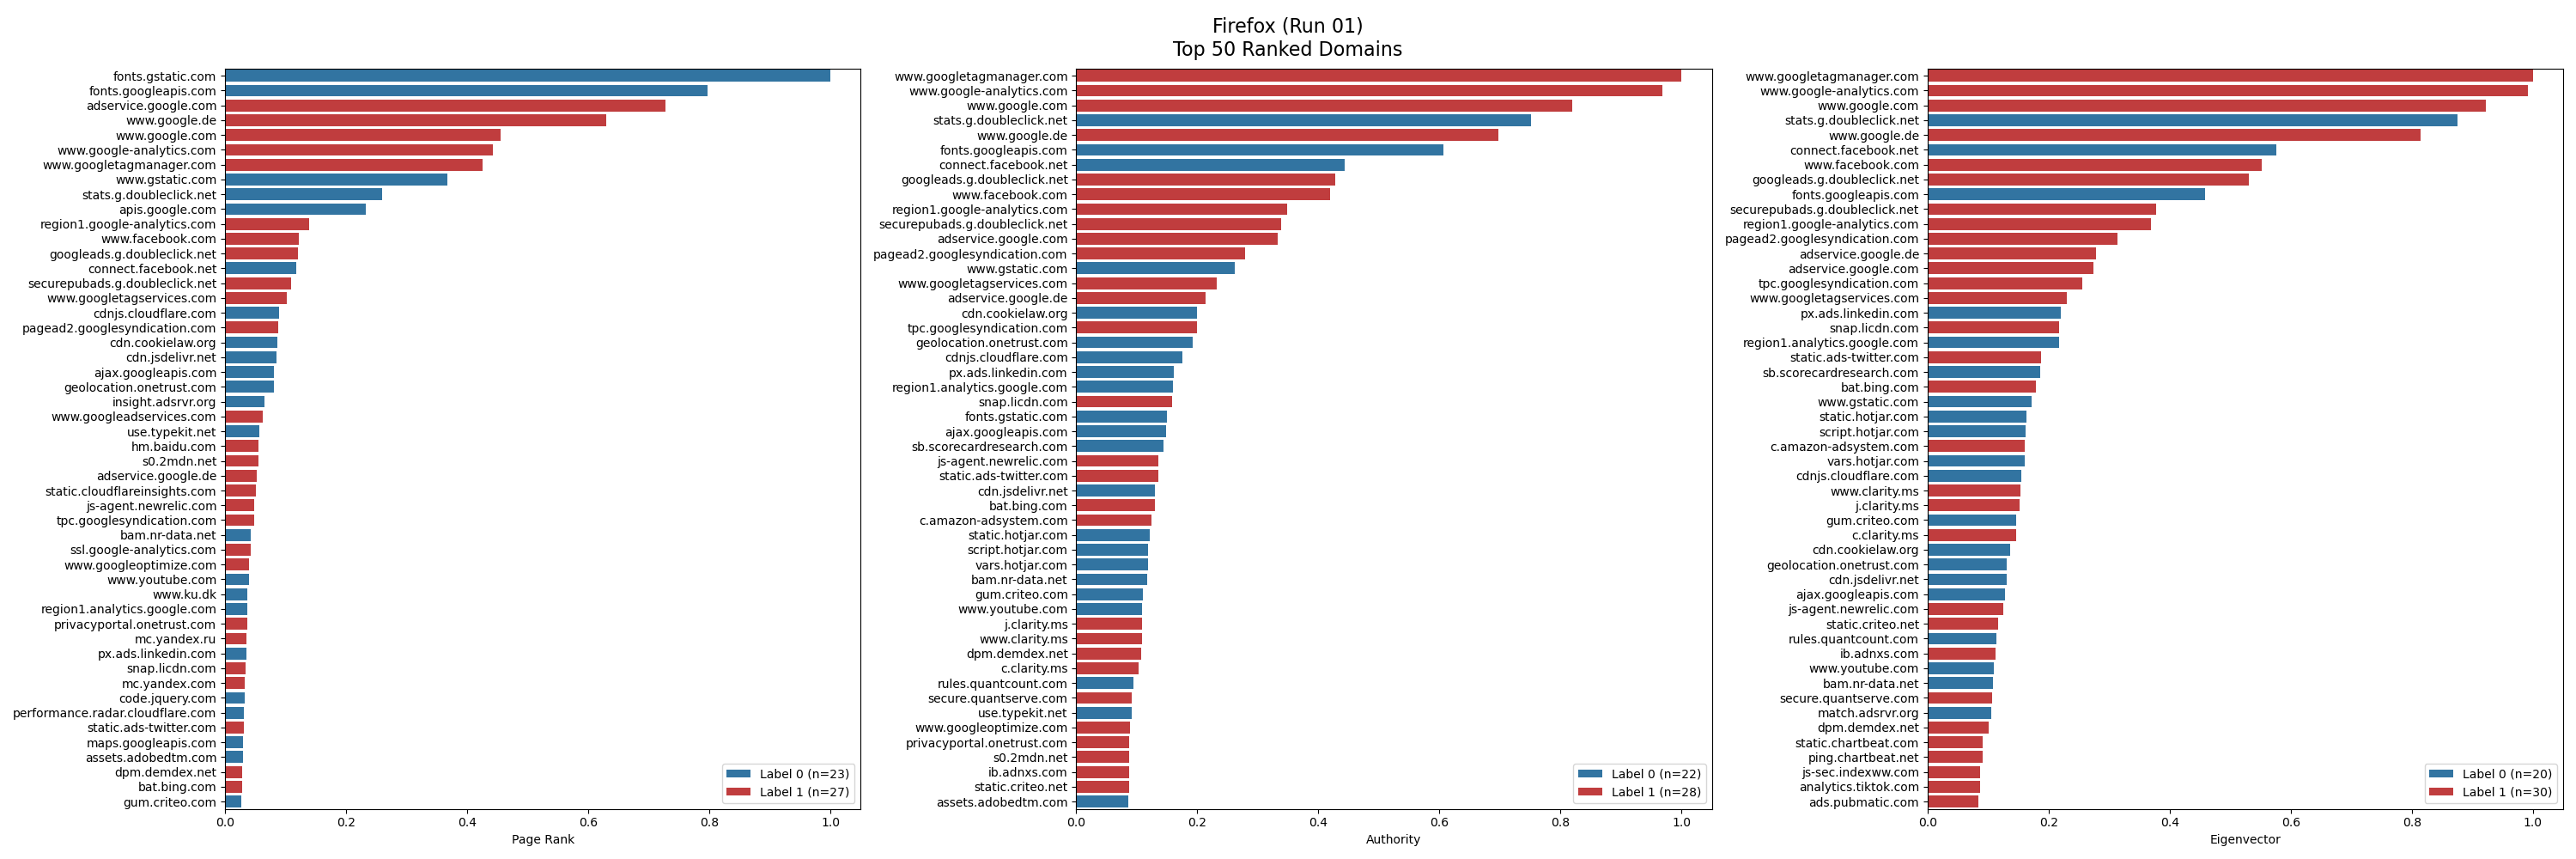 Firefox (Run 01)
Top 50 Ranked Domains
fonts.gstatic.com
fonts.googleapis.com
adservice.google.com
www.google.de
www.google.com
www.google-analytics.com
www.googletagmanager.com
www.gstatic.com
stats.g.doubleclick.net
apis.google.com
region1.google-analytics.com
www.facebook.com
googleads.g.doubleclick.net
connect.facebook.net
securepubads.g.doubleclick.net
www.googletagservices.com
cdnjs.cloudflare.com
pagead2.googlesyndication.com
cdn.cookielaw.org
cdn.jsdelivr.net
ajax.googleapis.com
geolocation.onetrust.com
insight.adsrvr.org
www.googleadservices.com
use.typekit.net
hm.baidu.com
s0.2mdn.net
adservice.google.de
static.cloudflareinsights.com
js-agent.newrelic.com
tpc.googlesyndication.com
bam.nr-data.net
ssl.google-analytics.com
www.googleoptimize.com
www.youtube.com
www.ku.dk
region1.analytics.google.com
privacyportal.onetrust.com
mc.yandex.ru
px.ads.linkedin.com
snap.licdn.com
mc.yandex.com
code.jquery.com
performance.radar.cloudflare.com
static.ads-twitter.com
maps.googleapis.com
assets.adobedtm.com
dpm.demdex.net
bat.bing.com
gum.criteo.com
Label 0 (n=23)
Label 1 (n=27)
0.0 0.2 0.4 0.6 0.8 1.0
Page Rank
www.googletagmanager.com
www.google-analytics.com
www.google.com
stats.g.doubleclick.net
www.google.de
fonts.googleapis.com
connect.facebook.net
googleads.g.doubleclick.net
www.facebook.com
region1.google-analytics.com
securepubads.g.doubleclick.net
adservice.google.com
pagead2.googlesyndication.com
www.gstatic.com
www.googletagservices.com
adservice.google.de
cdn.cookielaw.org
tpc.googlesyndication.com
geolocation.onetrust.com
cdnjs.cloudflare.com
px.ads.linkedin.com
region1.analytics.google.com
snap.licdn.com
fonts.gstatic.com
ajax.googleapis.com
sb.scorecardresearch.com
js-agent.newrelic.com
static.ads-twitter.com
cdn.jsdelivr.net
bat.bing.com
c.amazon-adsystem.com
static.hotjar.com
script.hotjar.com
vars.hotjar.com
bam.nr-data.net
gum.criteo.com
www.youtube.com
j.clarity.ms
www.clarity.ms
dpm.demdex.net
c.clarity.ms
rules.quantcount.com
secure.quantserve.com
use.typekit.net
www.googleoptimize.com
privacyportal.onetrust.com
s0.2mdn.net
ib.adnxs.com
static.criteo.net
assets.adobedtm.com
Label 0 (n=22)
Label 1 (n=28)
0.0 0.2 0.4 0.6 0.8 1.0
Authority
www.googletagmanager.com
www.google-analytics.com
www.google.com
stats.g.doubleclick.net
www.google.de
connect.facebook.net
www.facebook.com
googleads.g.doubleclick.net
fonts.googleapis.com
securepubads.g.doubleclick.net
region1.google-analytics.com
pagead2.googlesyndication.com
adservice.google.de
adservice.google.com
tpc.googlesyndication.com
www.googletagservices.com
px.ads.linkedin.com
snap.licdn.com
region1.analytics.google.com
static.ads-twitter.com
sb.scorecardresearch.com
bat.bing.com
www.gstatic.com
static.hotjar.com
script.hotjar.com
c.amazon-adsystem.com
vars.hotjar.com
cdnjs.cloudflare.com
www.clarity.ms
j.clarity.ms
gum.criteo.com
c.clarity.ms
cdn.cookielaw.org
geolocation.onetrust.com
cdn.jsdelivr.net
ajax.googleapis.com
js-agent.newrelic.com
static.criteo.net
rules.quantcount.com
ib.adnxs.com
www.youtube.com
bam.nr-data.net
secure.quantserve.com
match.adsrvr.org
dpm.demdex.net
static.chartbeat.com
ping.chartbeat.net
js-sec.indexww.com
analytics.tiktok.com
ads.pubmatic.com
Label 0 (n=20)
Label 1 (n=30)
0.0 0.2 0.4 0.6 0.8 1.0
Eigenvector